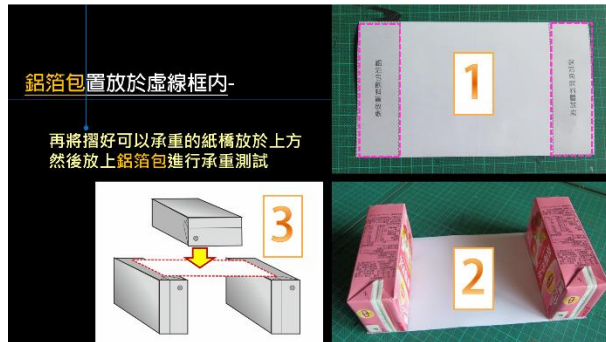 鋁箔包置放於虛線框内-
再將摺好可以承重的紙橋放於上方
然後放上鋁箔包進行承重測試
1
2
3